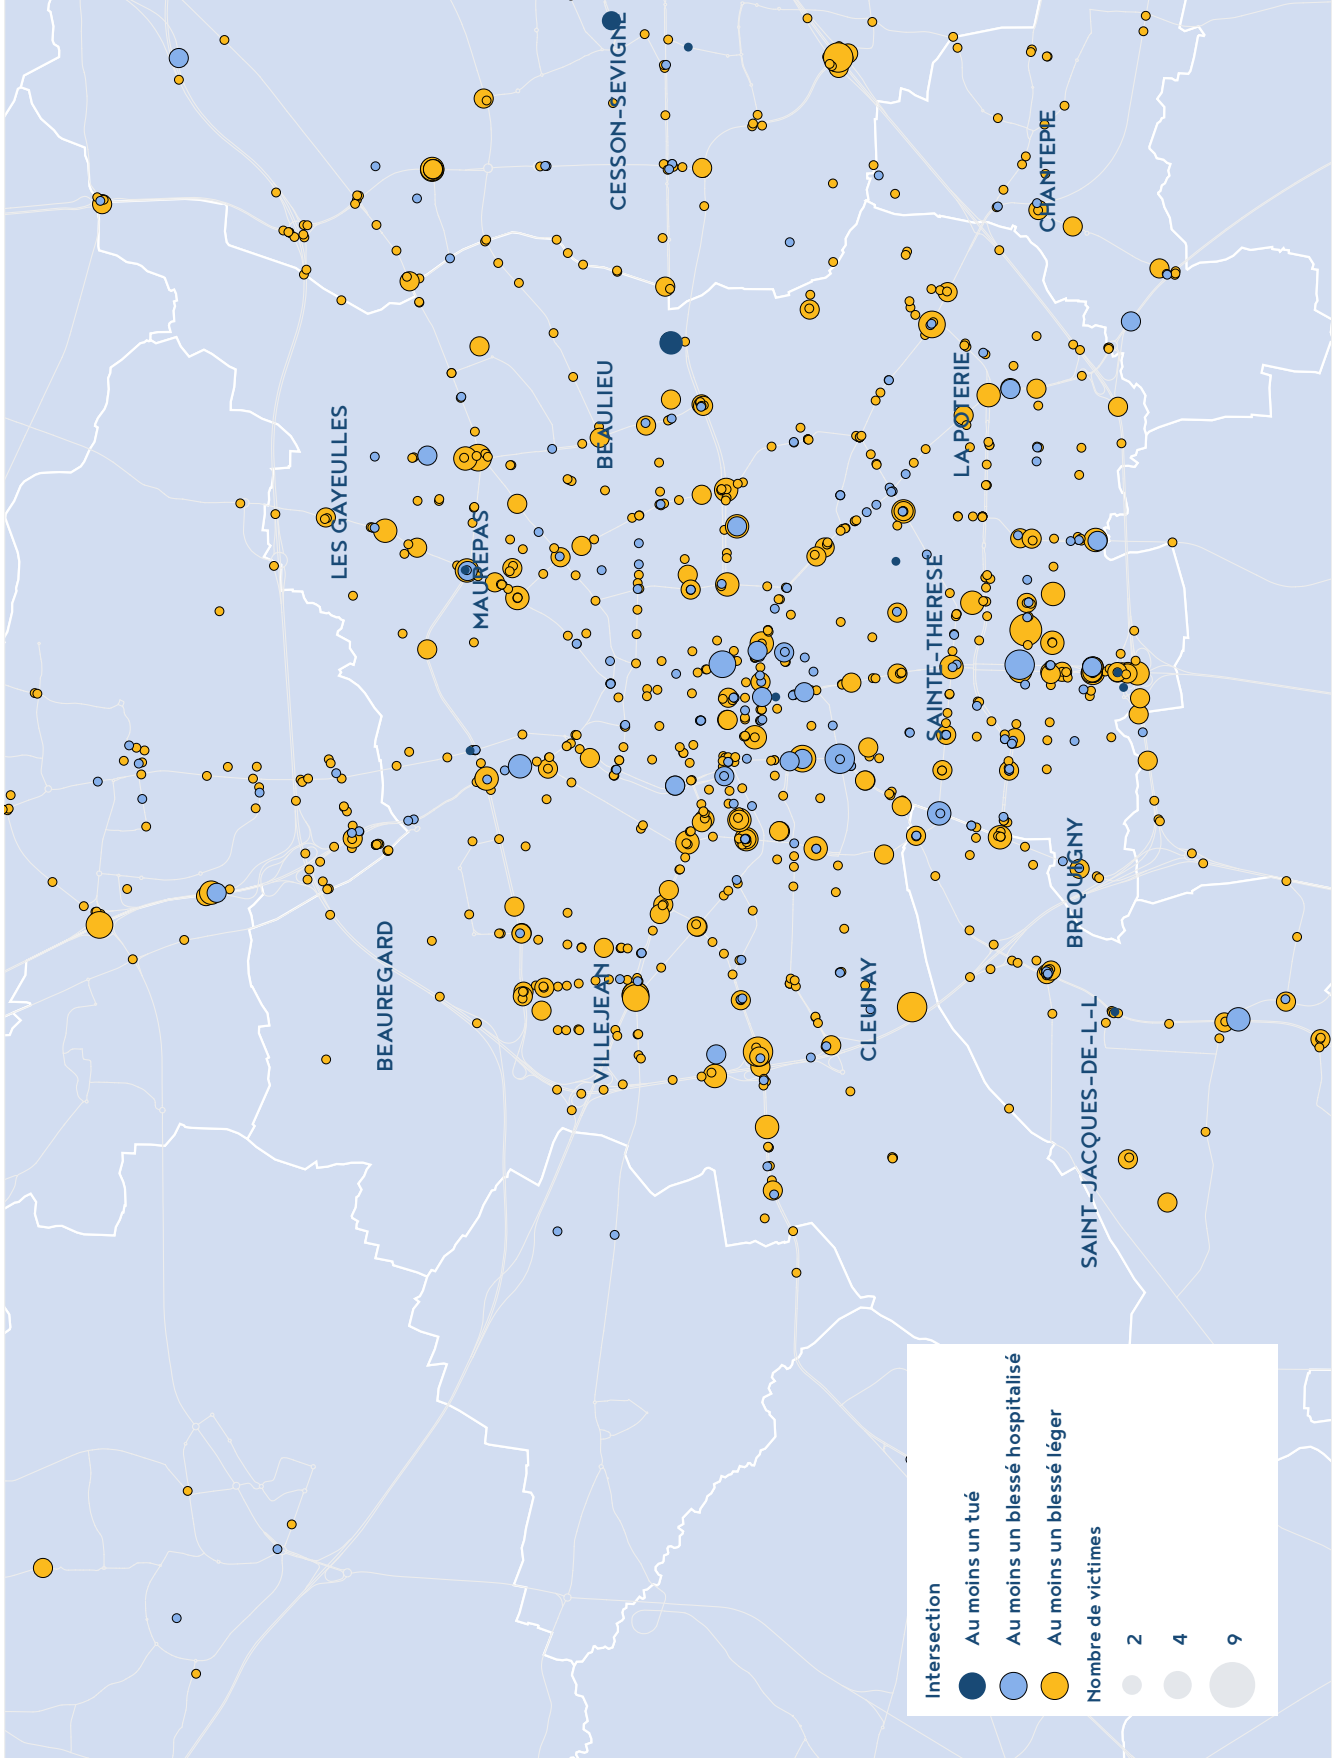 LES GAYEULLES
BEAUREGARD
MAUREPAS
VILLEJEAN
BEAULIEU
CESSON-SEVIGNE
CLEUNAY
SAINTE-THERESE
LA POTERIE
CHANTEPIE
BREQUIGNY
SAINT-JACQUES-DE-L-L
Intersection
Au moins un tué
Au moins un blessé hospitalisé
Au moins un blessé léger
Nombre de victimes
2
4
9